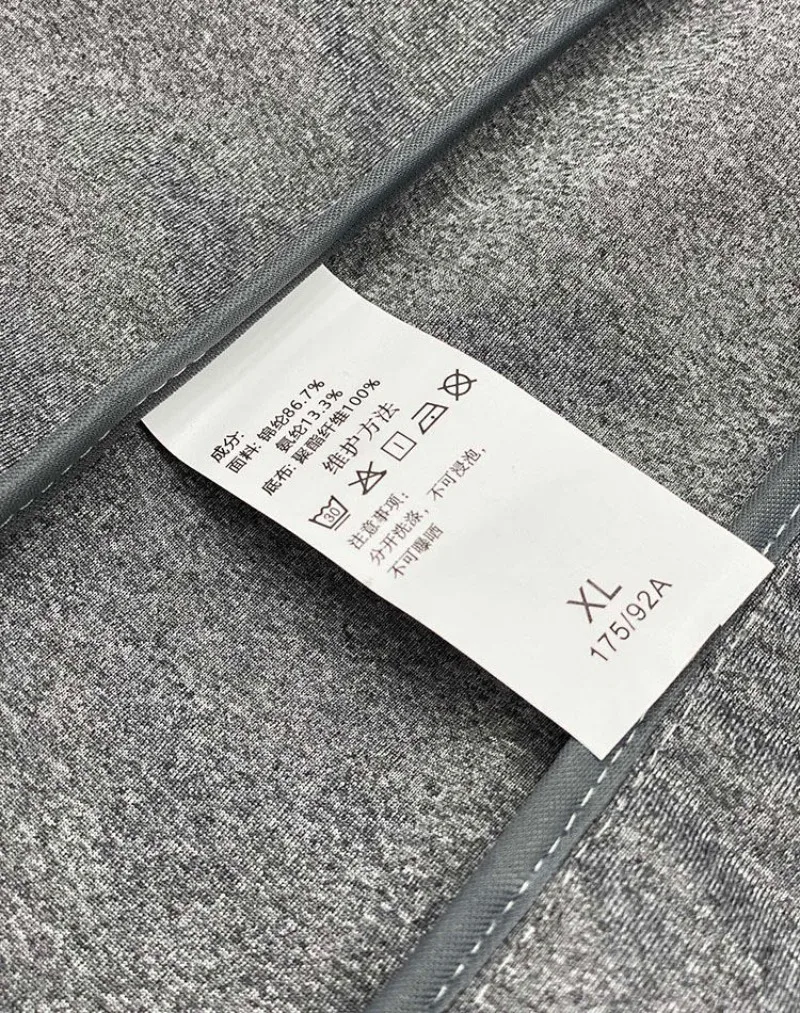 成分:
面料: 锦纶86.7%
氨纶13.3%
底布: 聚酯纤维100%
维护方法
30
注意事项:
分开洗涤, 不可浸泡,
不可曝晒
XL
175/92A